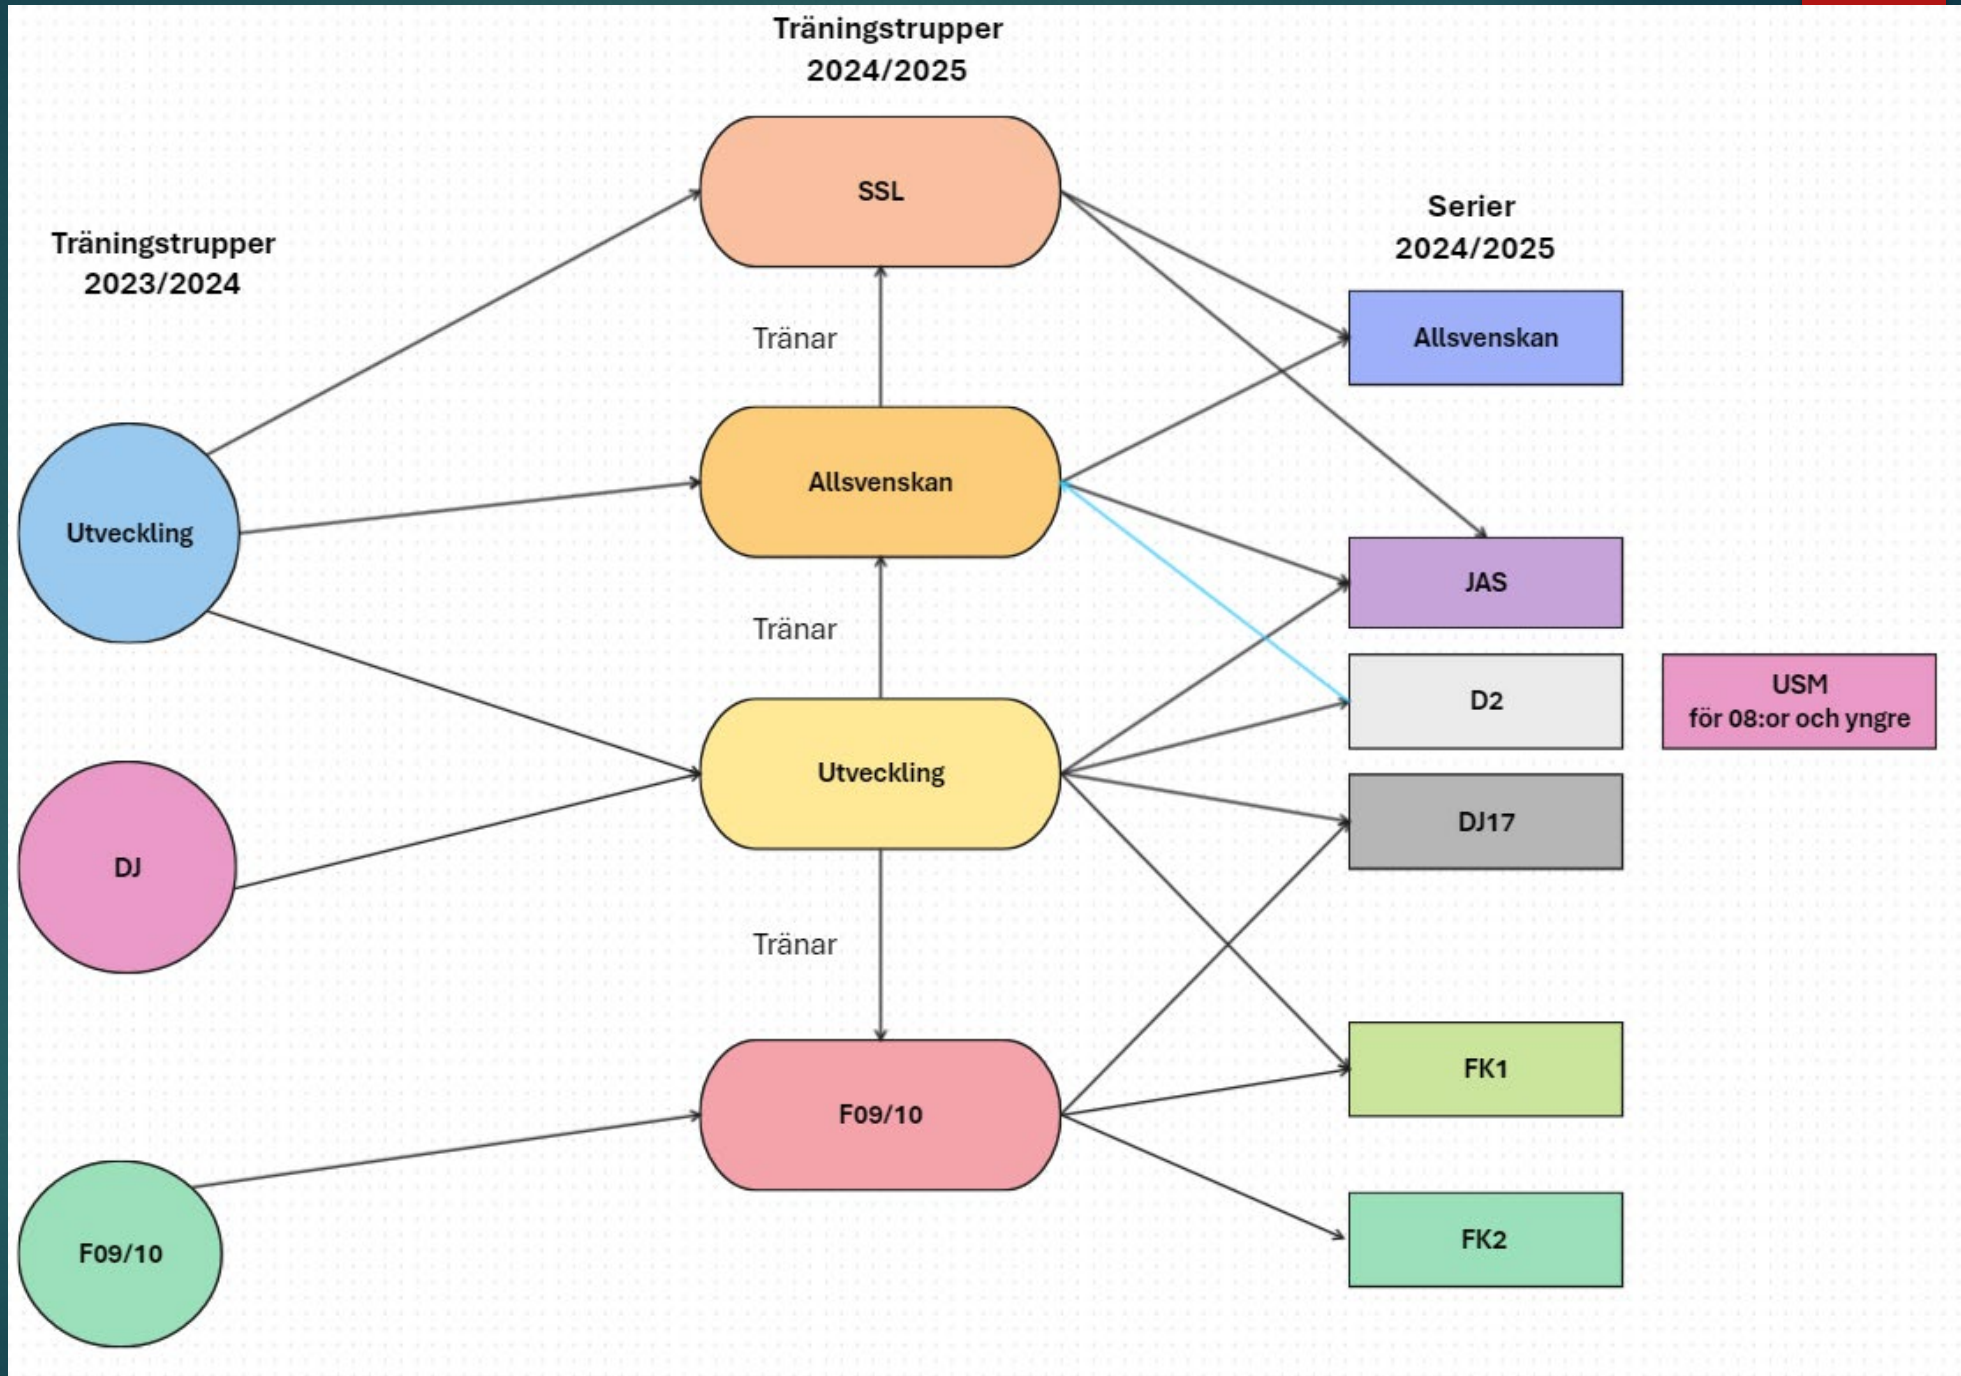 Träningstrupper
2023/2024
Utveckling
DJ
F09/10
Träningstrupper
2024/2025
SSL
Tränar
Allsvenskan
Tränar
Utveckling
Tränar
F09/10
Serier
2024/2025
Allsvenskan
JAS
D2
DJ17
FK1
FK2
USM
för 08:or och yngre